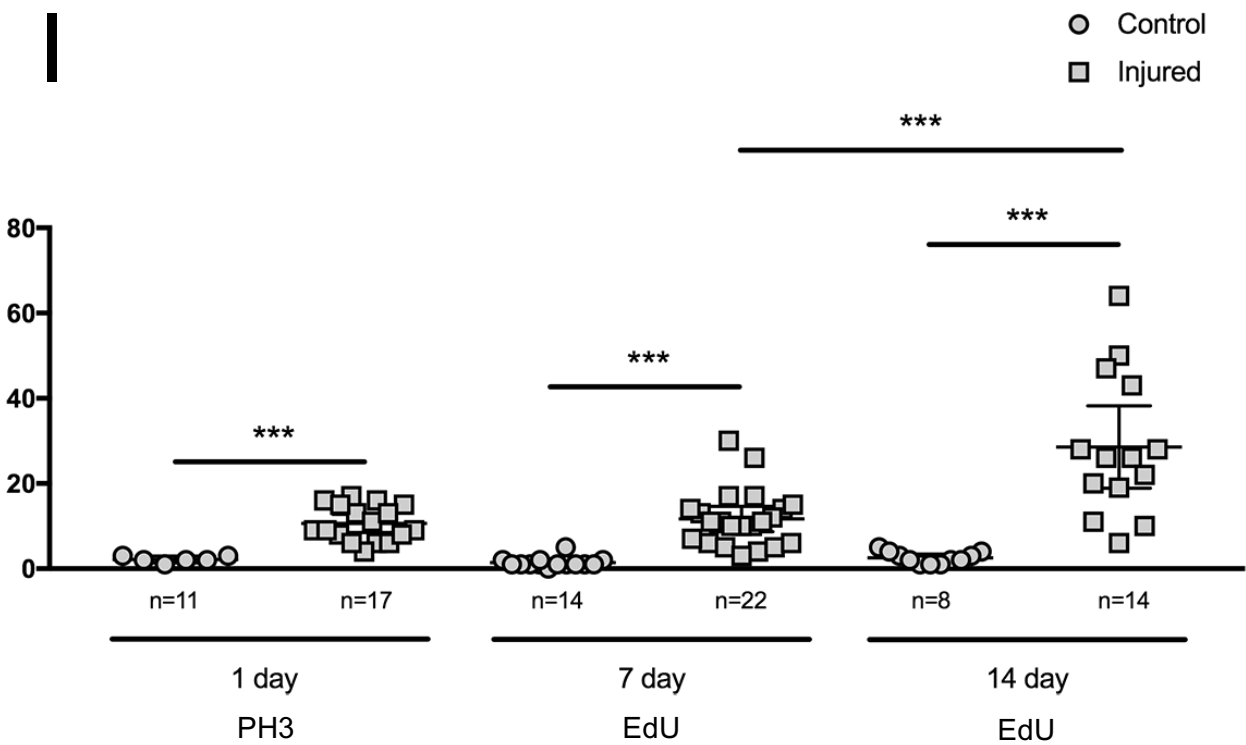 I
Control
Injured
***
***
80
60
***
40
***
20
0
n=11 n=17 n=14 n=22 n=8 n=14
1 day 7 day 14 day
PH3 EdU EdU